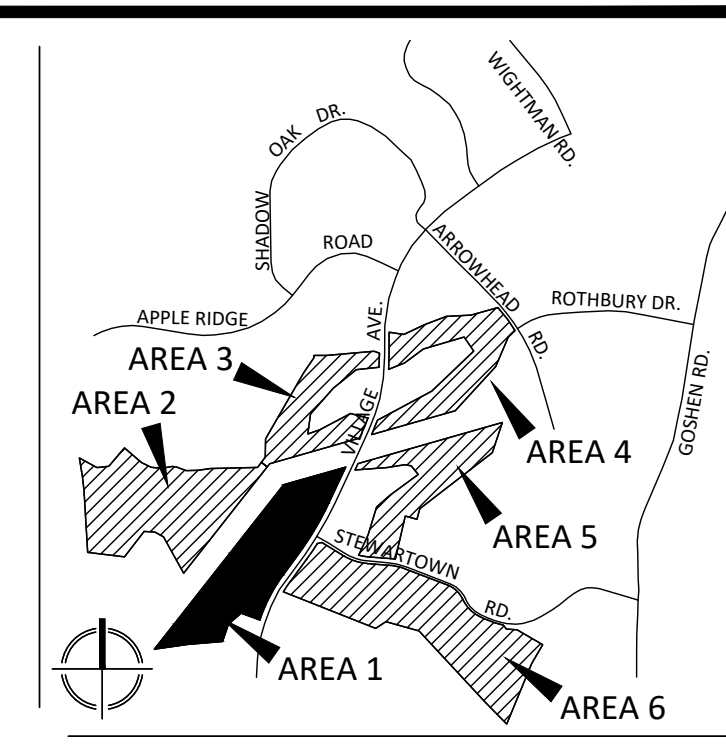 WIGHTMAN RD.
OAK DR.
SHADOW
ROAD
ARROWHEAD
RD.
ROTHBURY DR.
APPLE RIDGE
AVE.
VILLAGE
GOSHEN RD.
AREA 3
AREA 2
AREA 4
AREA 5
STEWARTOWN
RD.
AREA 1
AREA 6